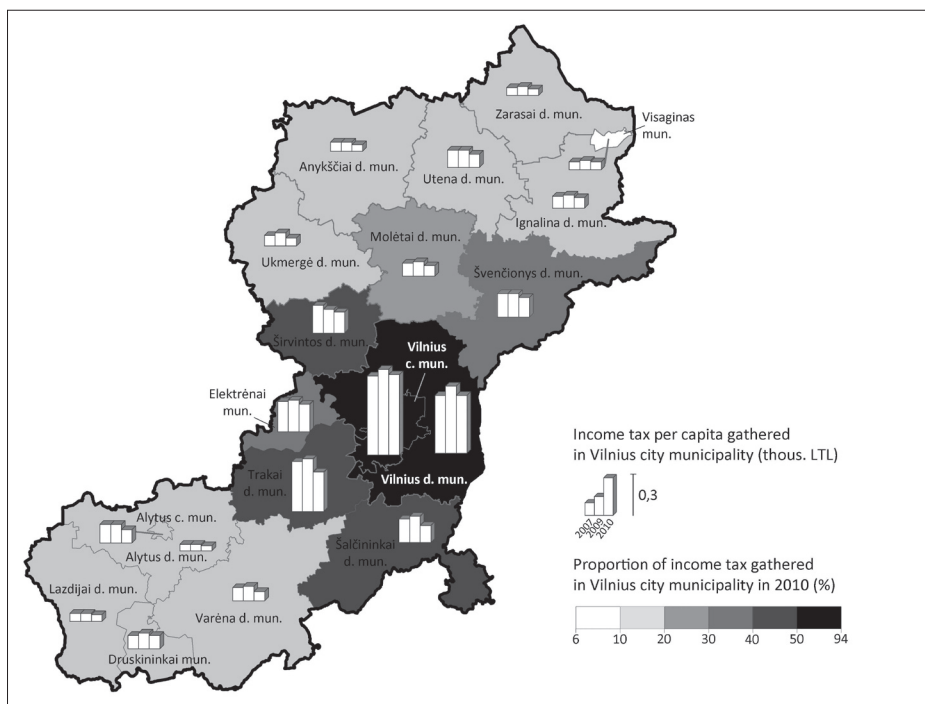 Zarasai d. mun.
Visaginas
mun.
Anykščiai d. mun.
Utena d. mun.
Ignalina d. mun.
Molėtai d. mun.
Ukmergė d. mun.
Švenčionys d. mun.
Širvintos d. mun.
Vilnius
c. mun.
Elektrėnai
mun.
Trakai
d. mun.
Vilnius d. mun.
Alytus c. mun.
Alytus d. mun.
Šalčininkai
d. mun.
Lazdijai d. mun.
Varėna d. mun.
Druskininkai mun.
Income tax per capita gathered
in Vilnius city municipality (thous. LTL)
0,3
2007
2009
2010
Proportion of income tax gathered
in Vilnius city municipality in 2010 (%)
6 10 20 30 40 50 94